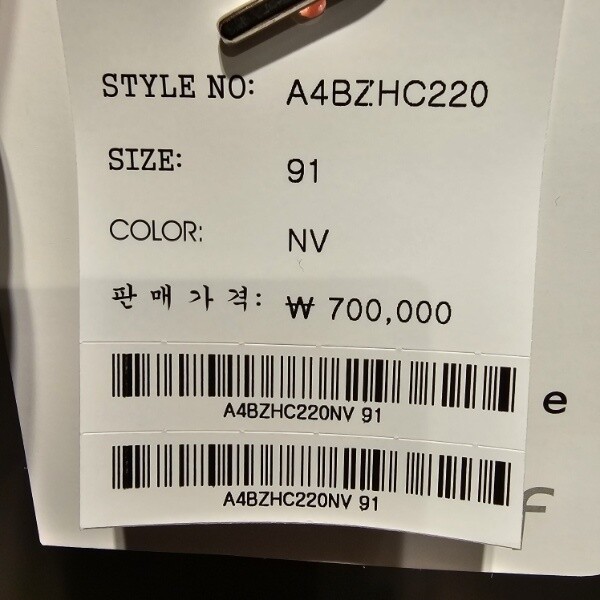 STYLE NO: A4BZHC220
SIZE: 91
COLOR: NV
판매가격: ₩ 700,000
A4BZHC220NV 91
e
A4BZHC220NV 91
f